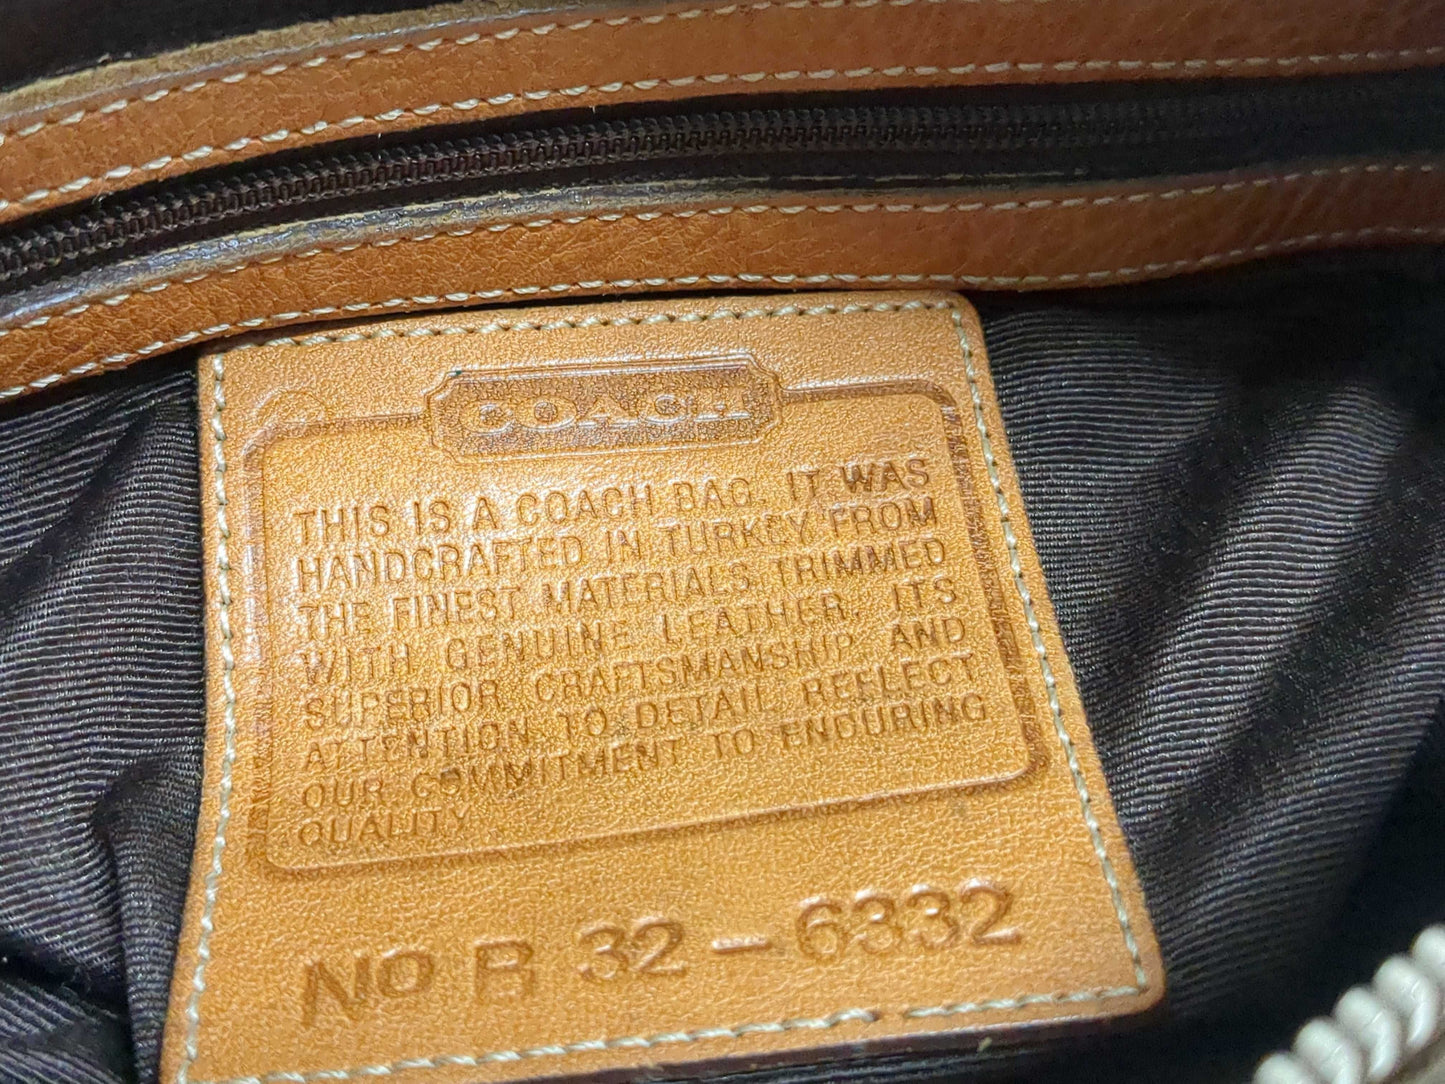 COACH
THIS IS A COACH BAG. IT WAS
HANDCRAFTED IN TURKEY FROM
THE FINEST MATERIALS TRIMMED
WITH GENUINE LEATHER. ITS
SUPERIOR CRAFTSMANSHIP AND
ATTENTION TO DETAIL REFLECT
OUR COMMITMENT TO ENDURING
QUALITY.
No R 32-6332